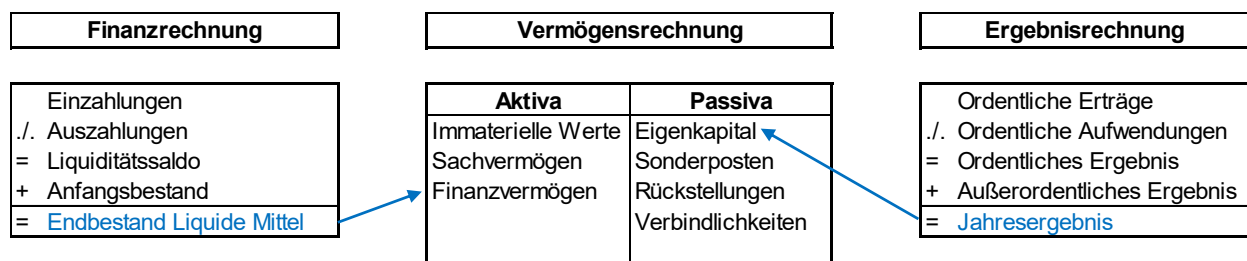 Finanzrechnung
Einzahlungen
./. Auszahlungen
= Liquiditätssaldo
+ Anfangsbestand
= Endbestand Liquide Mittel
Vermögensrechnung
Aktiva Passiva
Immaterielle Werte Eigenkapital
Sachvermögen Sonderposten
Finanzvermögen Rückstellungen
Verbindlichkeiten
Ergebnisrechnung
Ordentliche Erträge
./. Ordentliche Aufwendungen
= Ordentliches Ergebnis
+ Außerordentliches Ergebnis
= Jahresergebnis